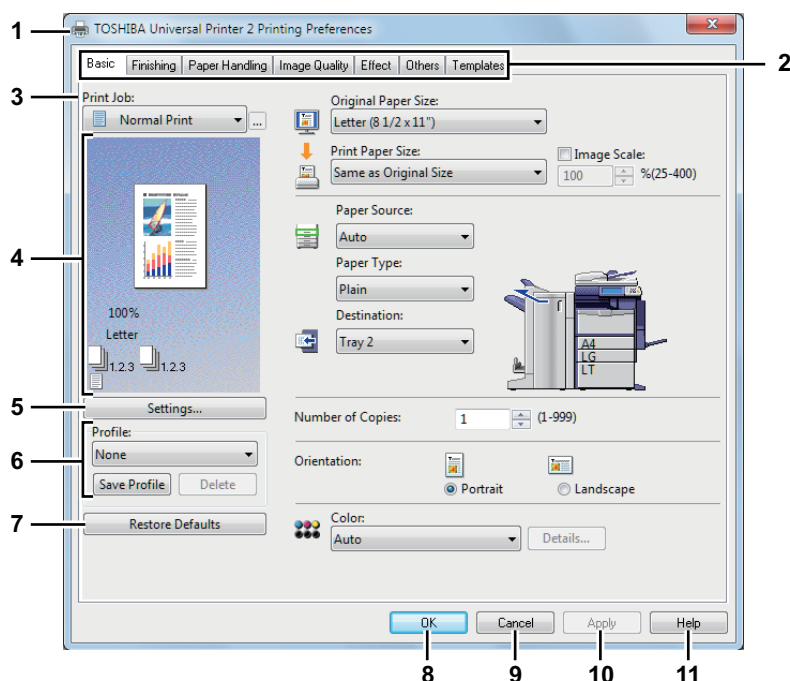 1
TOSHIBA Universal Printer 2 Printing Preferences
2
Basic Finishing Paper Handling Image Quality Effect Others Templates
3
Print Job:
Normal Print
...
4
100%
Letter
1.2.3 1.2.3
5
Settings...
6
Profile:
None
Save Profile Delete
7
Restore Defaults
Original Paper Size:
Letter (8 1/2 x 11")
Print Paper Size:
Same as Original Size
Image Scale:
100 %(25-400)
Paper Source:
Auto
Paper Type:
Plain
Destination:
Tray 2
A4
LG
LT
Number of Copies: 1 (1-999)
Orientation:
Portrait Landscape
Color:
Auto Details...
OK Cancel Apply Help
8 9 10 11